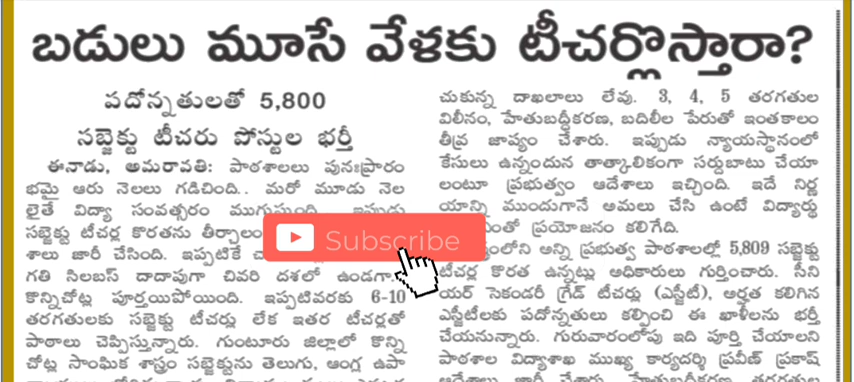 బడులు మూసే వేళకు టీచర్లొస్తారా?
పదోన్నతులతో 5,800
సబ్జెక్టు టీచరు పోస్టుల భర్తీ
ఈనాడు, అమరావతి: పాఠశాలలు పునఃప్రారం
భమై ఆరు నెలలు గడిచింది.. మరో మూడు నెల
లైతే విద్యా సంవత్సరం ముగుస్తుంది. ఇప్పుడు
సబ్జెక్టు టీచర్ల కొరతను తీర్చాలం
శాలు జారీ చేసింది. ఇప్పటికే
గతి సిలబస్ దాదాపుగా చివరి దశలో ఉండగా..
కొన్నిచోట్ల పూర్తయిపోయింది. ఇప్పటివరకు 6-10
తరగతులకు సబ్జెక్టు టీచర్లు లేక ఇతర టీచర్లతో
పాఠాలు చెప్పిస్తున్నారు. గుంటూరు జిల్లాలో కొన్ని
చోట్ల సాంఘిక శాస్త్రం సబ్జెక్టును తెలుగు, ఆంగ్ల ఉపా
చుకున్న దాఖలాలు లేవు. 3, 4, 5 తరగతుల
విలీనం, హేతుబద్ధీకరణ, బదిలీల పేరుతో ఇంతకాలం
తీవ్ర జాప్యం చేశారు. ఇప్పుడు న్యాయస్థానంలో
కేసులు ఉన్నందున తాత్కాలికంగా సర్దుబాటు చేయా
లంటూ ప్రభుత్వం ఆదేశాలు ఇచ్చింది. ఇదే నిర్ణ
యాన్ని ముందుగానే అమలు చేసి ఉంటే విద్యార్థు
ంతో ప్రయోజనం కలిగేది.
ంలోని అన్ని ప్రభుత్వ పాఠశాలల్లో 5,809 సబ్జెక్టు
టీచర్ల కొరత ఉన్నట్లు అధికారులు గుర్తించారు. సీని
యర్ సెకండరీ గ్రేడ్ టీచర్లు (ఎస్జీటీ), అర్హత కలిగిన
ఎస్జీటీలకు పదోన్నతులు కల్పించి ఈ ఖాళీలను భర్తీ
చేయనున్నారు. గురువారంలోపు ఇది పూర్తి చేయాలని
పాఠశాల విద్యాశాఖ ముఖ్య కార్యదర్శి ప్రవీణ్ ప్రకాష్
Subscribe